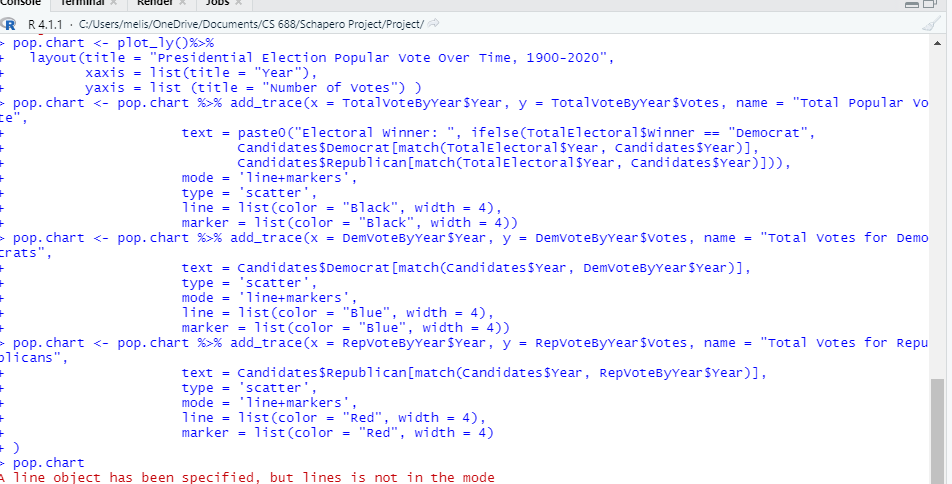 Console Terminal × Render × Jobs ×
R 4.1.1 · C:/Users/melis/OneDrive/Documents/CS 688/Schapero Project/Project/
> pop.chart <- plot_ly()%>%
+   layout(title = "Presidential Election Popular Vote Over Time, 1900-2020",
+          xaxis = list(title = "Year"),
+          yaxis = list (title = "Number of Votes") )
> pop.chart <- pop.chart %>% add_trace(x = TotalVoteByYear$Year, y = TotalVoteByYear$Votes, name = "Total Popular Vo
te",
+                      text = paste0("Electoral Winner: ", ifelse(TotalElectoral$Winner == "Democrat",
+                             Candidates$Democrat[match(TotalElectoral$Year, Candidates$Year)],
+                             Candidates$Republican[match(TotalElectoral$Year, Candidates$Year)])),
+                      mode = 'line+markers',
+                      type = 'scatter',
+                      line = list(color = "Black", width = 4),
+                      marker = list(color = "Black", width = 4))
> pop.chart <- pop.chart %>% add_trace(x = DemVoteByYear$Year, y = DemVoteByYear$Votes, name = "Total Votes for Demo
crats",
+                      text = Candidates$Democrat[match(Candidates$Year, DemVoteByYear$Year)],
+                      type = 'scatter',
+                      mode = 'line+markers',
+                      line = list(color = "Blue", width = 4),
+                      marker = list(color = "Blue", width = 4))
> pop.chart <- pop.chart %>% add_trace(x = RepVoteByYear$Year, y = RepVoteByYear$Votes, name = "Total Votes for Repu
blicans",
+                      text = Candidates$Republican[match(Candidates$Year, RepVoteByYear$Year)],
+                      type = 'scatter',
+                      mode = 'line+markers',
+                      line = list(color = "Red", width = 4),
+                      marker = list(color = "Red", width = 4)
+ )
> pop.chart
A line object has been specified, but lines is not in the mode